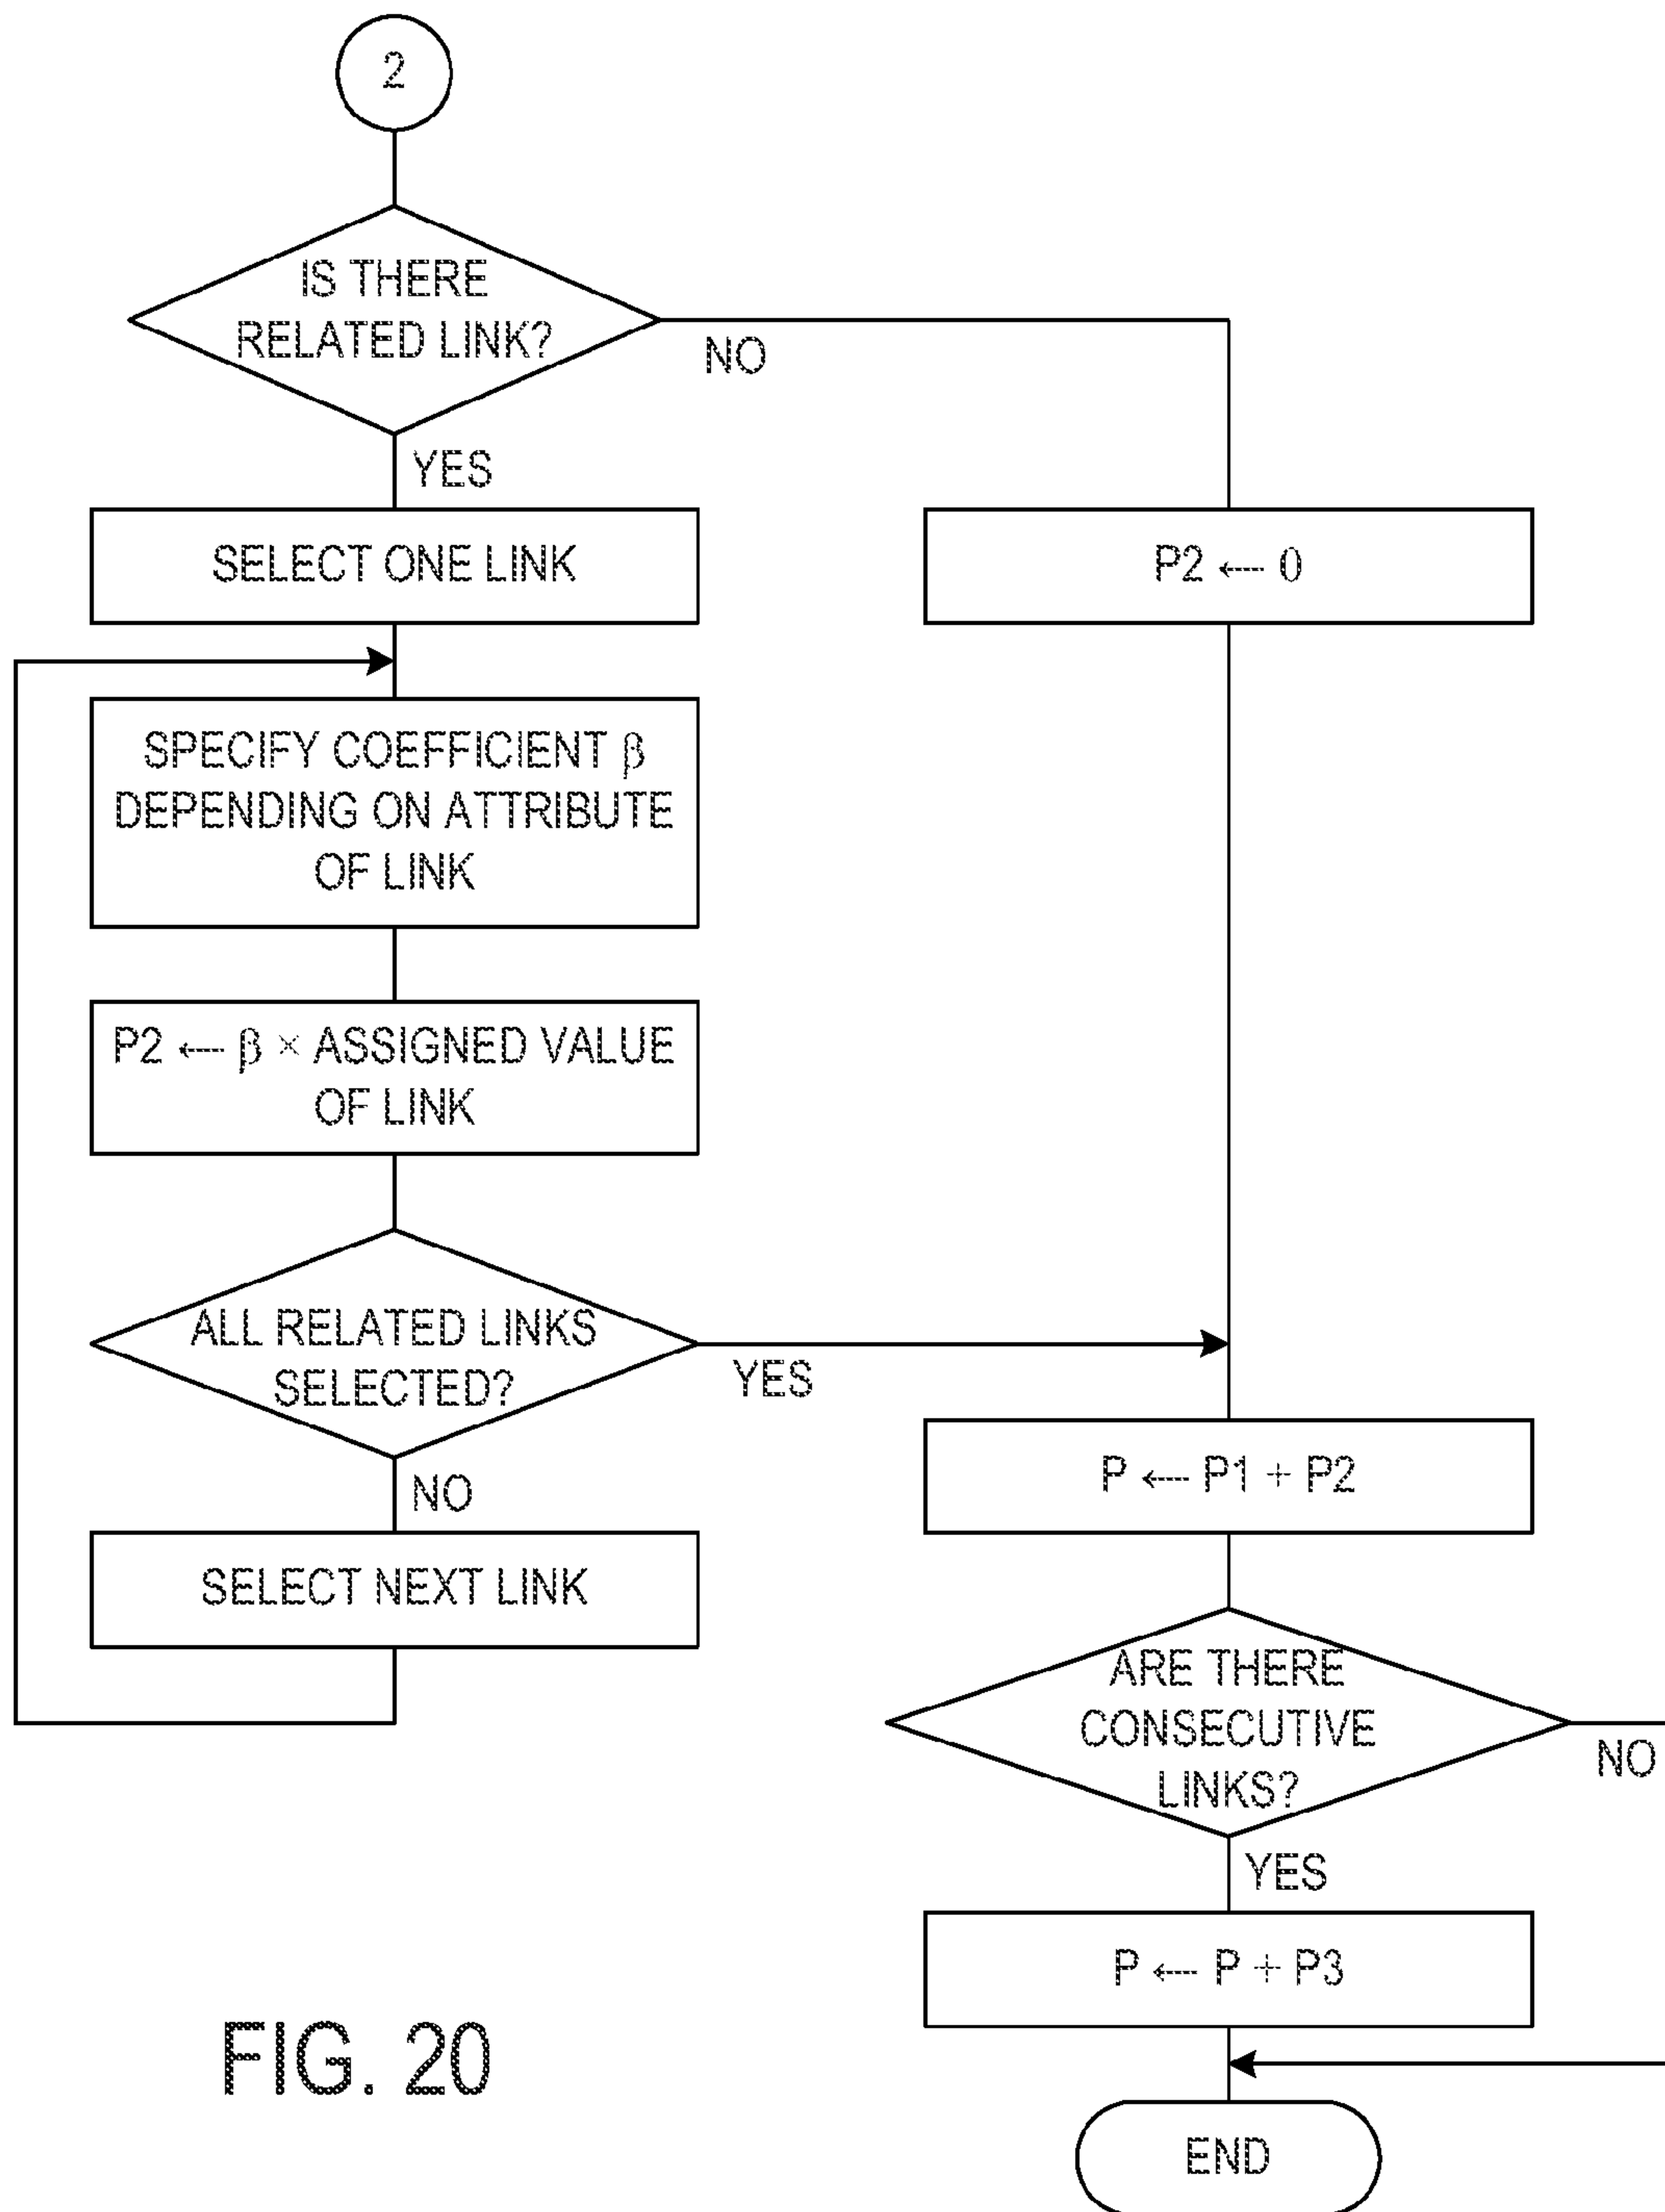 2
IS THERE
RELATED LINK?
NO
YES
SELECT ONE LINK
P2 ← 0
SPECIFY COEFFICIENT β
DEPENDING ON ATTRIBUTE
OF LINK
P2 ← β × ASSIGNED VALUE
OF LINK
ALL RELATED LINKS
SELECTED?
YES
NO
SELECT NEXT LINK
P ← P1 + P2
ARE THERE
CONSECUTIVE
LINKS?
NO
YES
P ← P + P3
END
FIG. 20